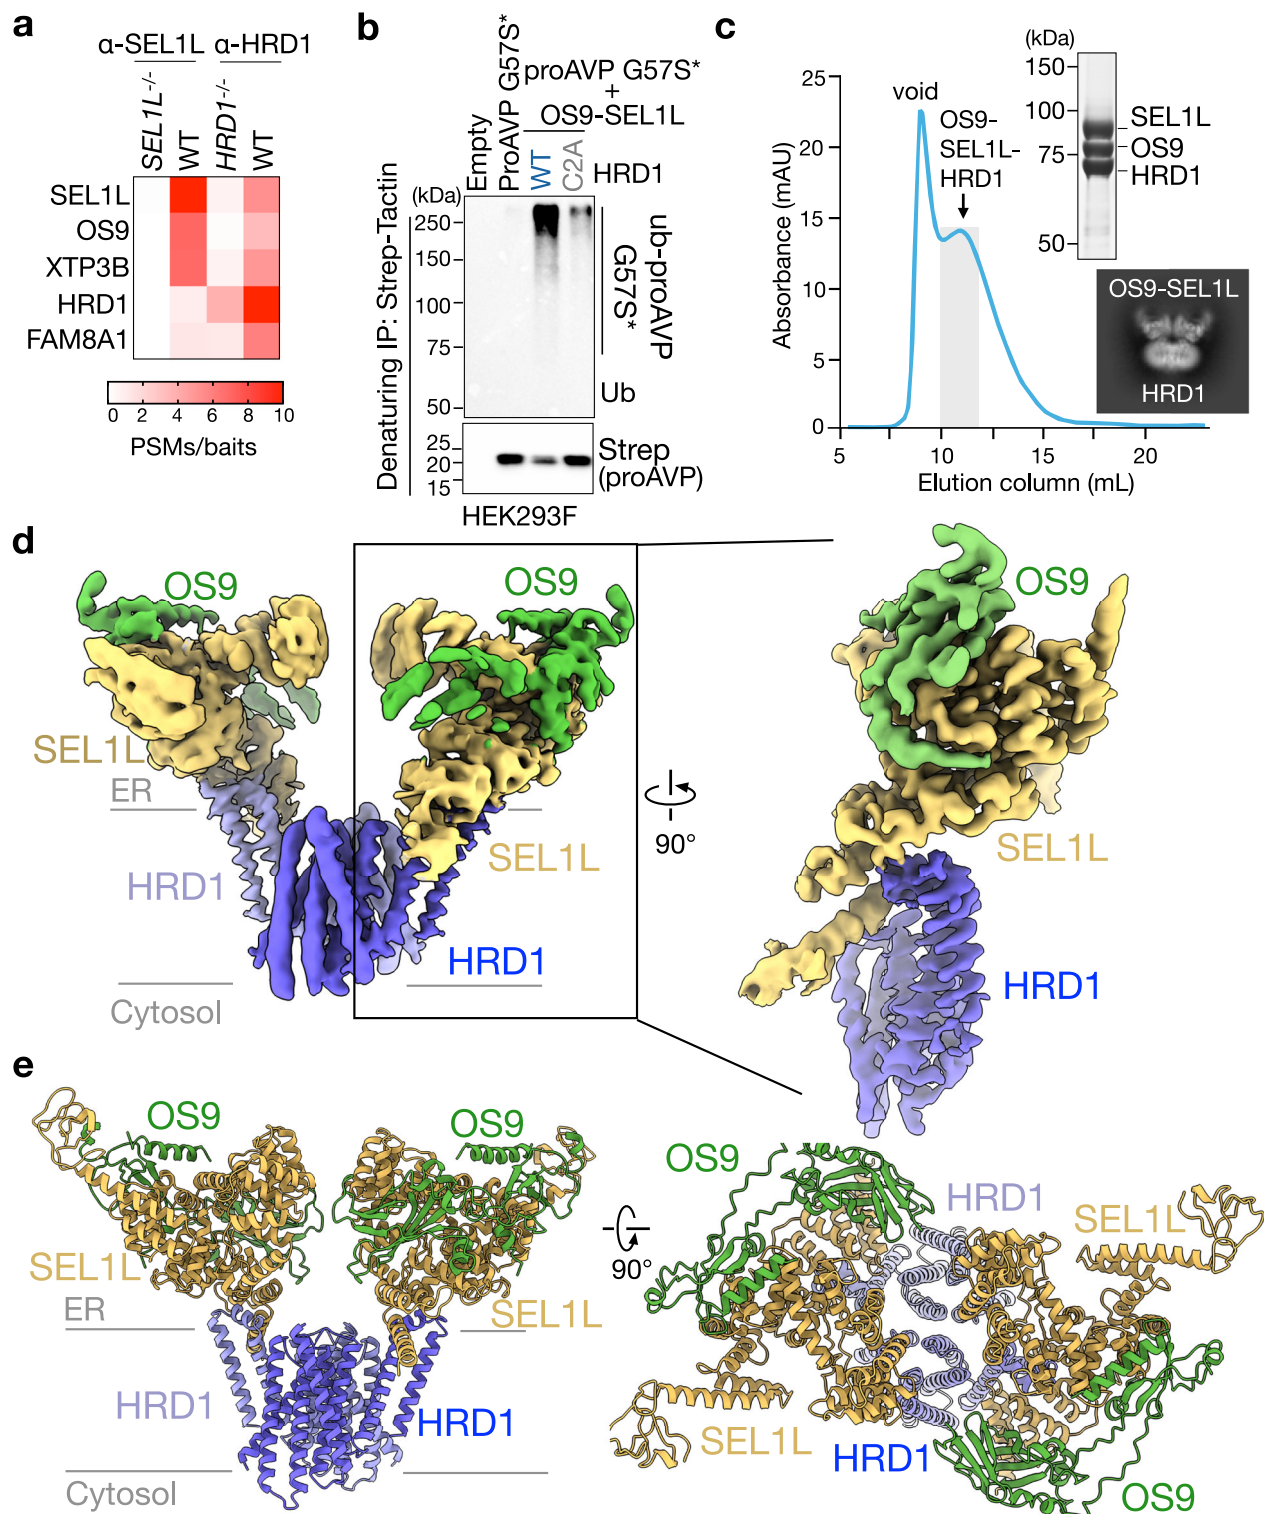 a
α-SEL1L α-HRD1
SEL1L-/-
WT
HRD1-/-
WT
SEL1L
OS9
XTP3B
HRD1
FAM8A1
0 2 4 6 8 10
PSMs/baits
b
Empty
ProAVP G57S*
proAVP G57S*
+
OS9-SEL1L
WT
C2A
HRD1
(kDa)
250
150
100
75
50
25
20
15
Denaturing IP: Strep-Tactin
ub-proAVP
G57S*
Ub
Strep
(proAVP)
HEK293F
c
Absorbance (mAU)
25
20
15
10
5
0
5 10 15 20
Elution column (mL)
void
OS9-
SEL1L-
HRD1
(kDa)
150
100
75
50
SEL1L
OS9
HRD1
OS9-SEL1L
HRD1
d
OS9
OS9
SEL1L
ER
HRD1
SEL1L
HRD1
Cytosol
90°
OS9
SEL1L
HRD1
e
OS9
OS9
SEL1L
ER
SEL1L
HRD1
HRD1
Cytosol
90°
OS9
HRD1
SEL1L
SEL1L
HRD1
OS9